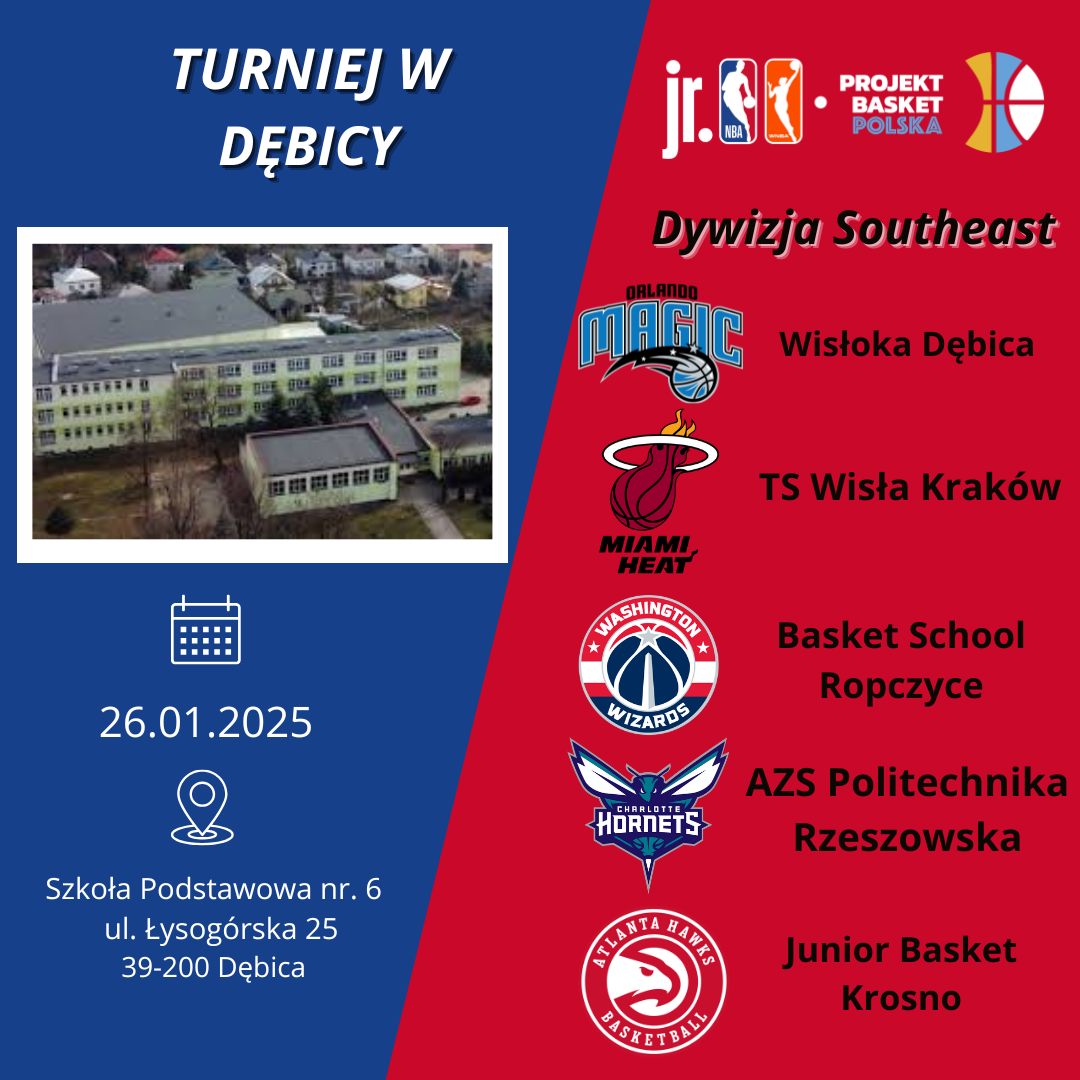 TURNIEJ W
DĘBICY
26.01.2025
Szkoła Podstawowa nr. 6
ul. Łysogórska 25
39-200 Dębica
jr. NBA WNBA
PROJEKT
BASKET
POLSKA
Dywizja Southeast
ORLANDO
MAGIC
Wisłoka Dębica
MIAMI
HEAT
TS Wisła Kraków
WASHINGTON
WIZARDS
Basket School
Ropczyce
CHARLOTTE
HORNETS
AZS Politechnika
Rzeszowska
ATLANTA HAWKS
BASKETBALL
Junior Basket
Krosno